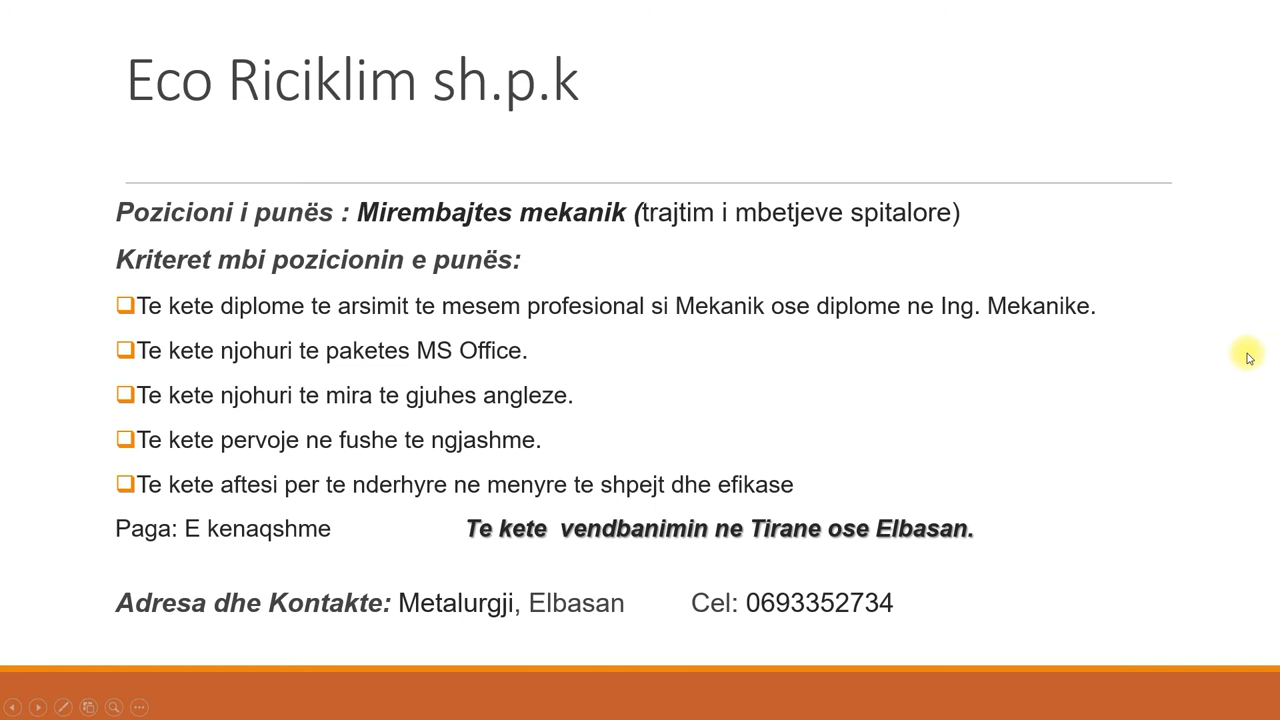 Eco Riciklim sh.p.k
Pozicioni i punës : Mirembajtes mekanik (trajtim i mbetjeve spitalore)
Kriteret mbi pozicionin e punës:
Te kete diplome te arsimit te mesem profesional si Mekanik ose diplome ne Ing. Mekanike.
Te kete njohuri te paketes MS Office.
Te kete njohuri te mira te gjuhes angleze.
Te kete pervoje ne fushe te ngjashme.
Te kete aftesi per te nderhyre ne menyre te shpejt dhe efikase
Paga: E kenaqshme Te kete vendbanimin ne Tirane ose Elbasan.
Adresa dhe Kontakte: Metalurgji, Elbasan Cel: 0693352734